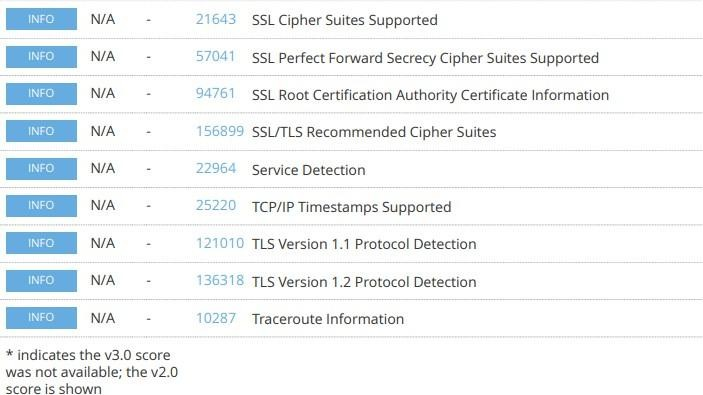 INFO N/A - 21643 SSL Cipher Suites Supported
INFO N/A - 57041 SSL Perfect Forward Secrecy Cipher Suites Supported
INFO N/A - 94761 SSL Root Certification Authority Certificate Information
INFO N/A - 156899 SSL/TLS Recommended Cipher Suites
INFO N/A - 22964 Service Detection
INFO N/A - 25220 TCP/IP Timestamps Supported
INFO N/A - 121010 TLS Version 1.1 Protocol Detection
INFO N/A - 136318 TLS Version 1.2 Protocol Detection
INFO N/A - 10287 Traceroute Information
* indicates the v3.0 score
was not available; the v2.0
score is shown